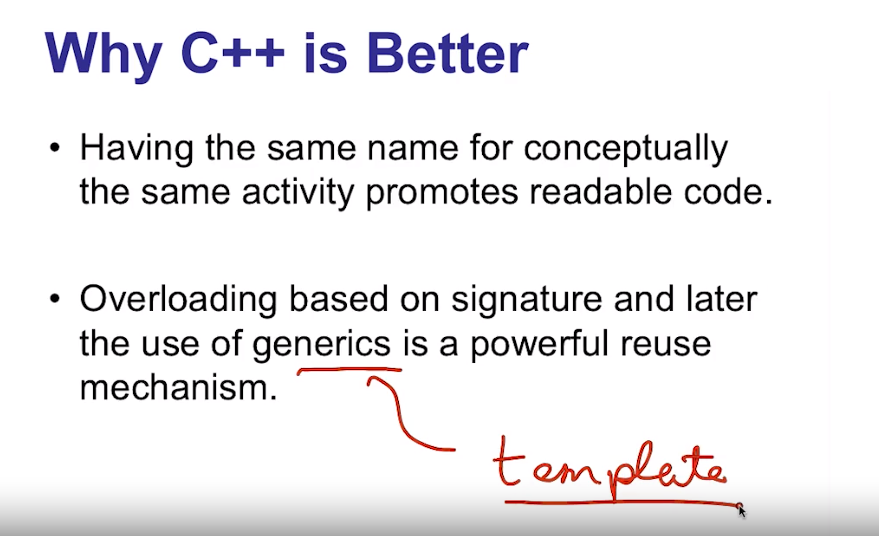 Why C++ is Better
• Having the same name for conceptually
the same activity promotes readable code.
• Overloading based on signature and later
the use of generics is a powerful reuse
mechanism.
template